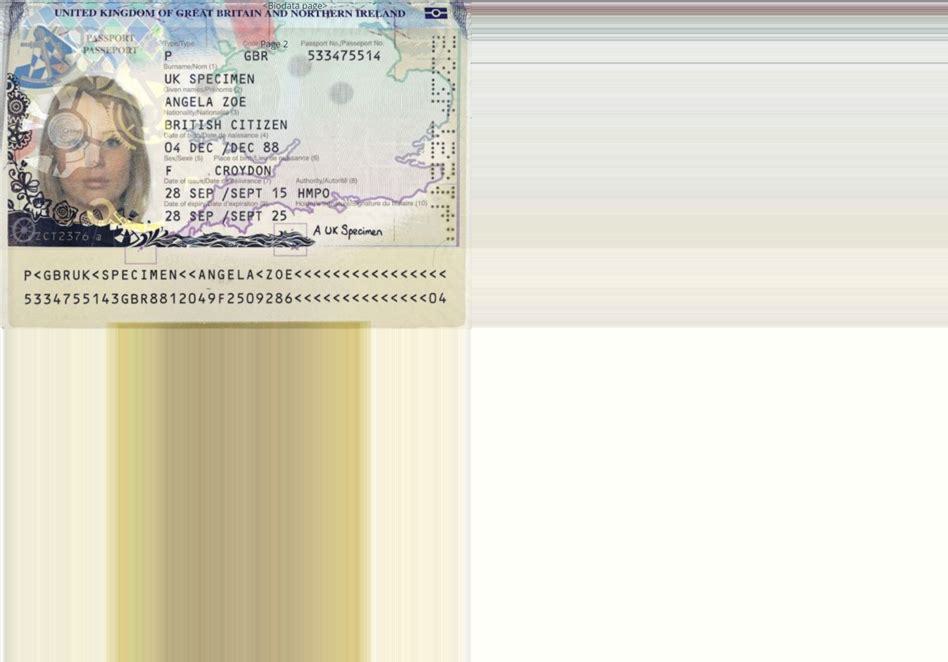 <Biodata page>
UNITED KINGDOM OF GREAT BRITAIN AND NORTHERN IRELAND
PASSPORT
PASSEPORT
Page 2
Type/Type Code/ Passport No./Passeport No.
P GBR 533475514
Surname/Nom (1)
UK SPECIMEN
Given names/Prénoms (2)
ANGELA ZOE
Nationality/Nationalité (3)
BRITISH CITIZEN
Date of birth/Date de naissance (4)
04 DEC /DEC 88
Sex/Sexe (5) Place of birth/Lieu de naissance (6)
F CROYDON
Date of issue/Date de délivrance (7) Authority/Autorité (8)
28 SEP /SEPT 15 HMPO
Date of expiry/Date d'expiration (9) Holder's signature/Signature du titulaire (10)
28 SEP /SEPT 25
A UK Specimen
ZCT2376
P<GBRUK<SPECIMEN<<ANGELA<ZOE<<<<<<<<<<<<<<<<
5334755143GBR8812049F2509286<<<<<<<<<<<<<<04